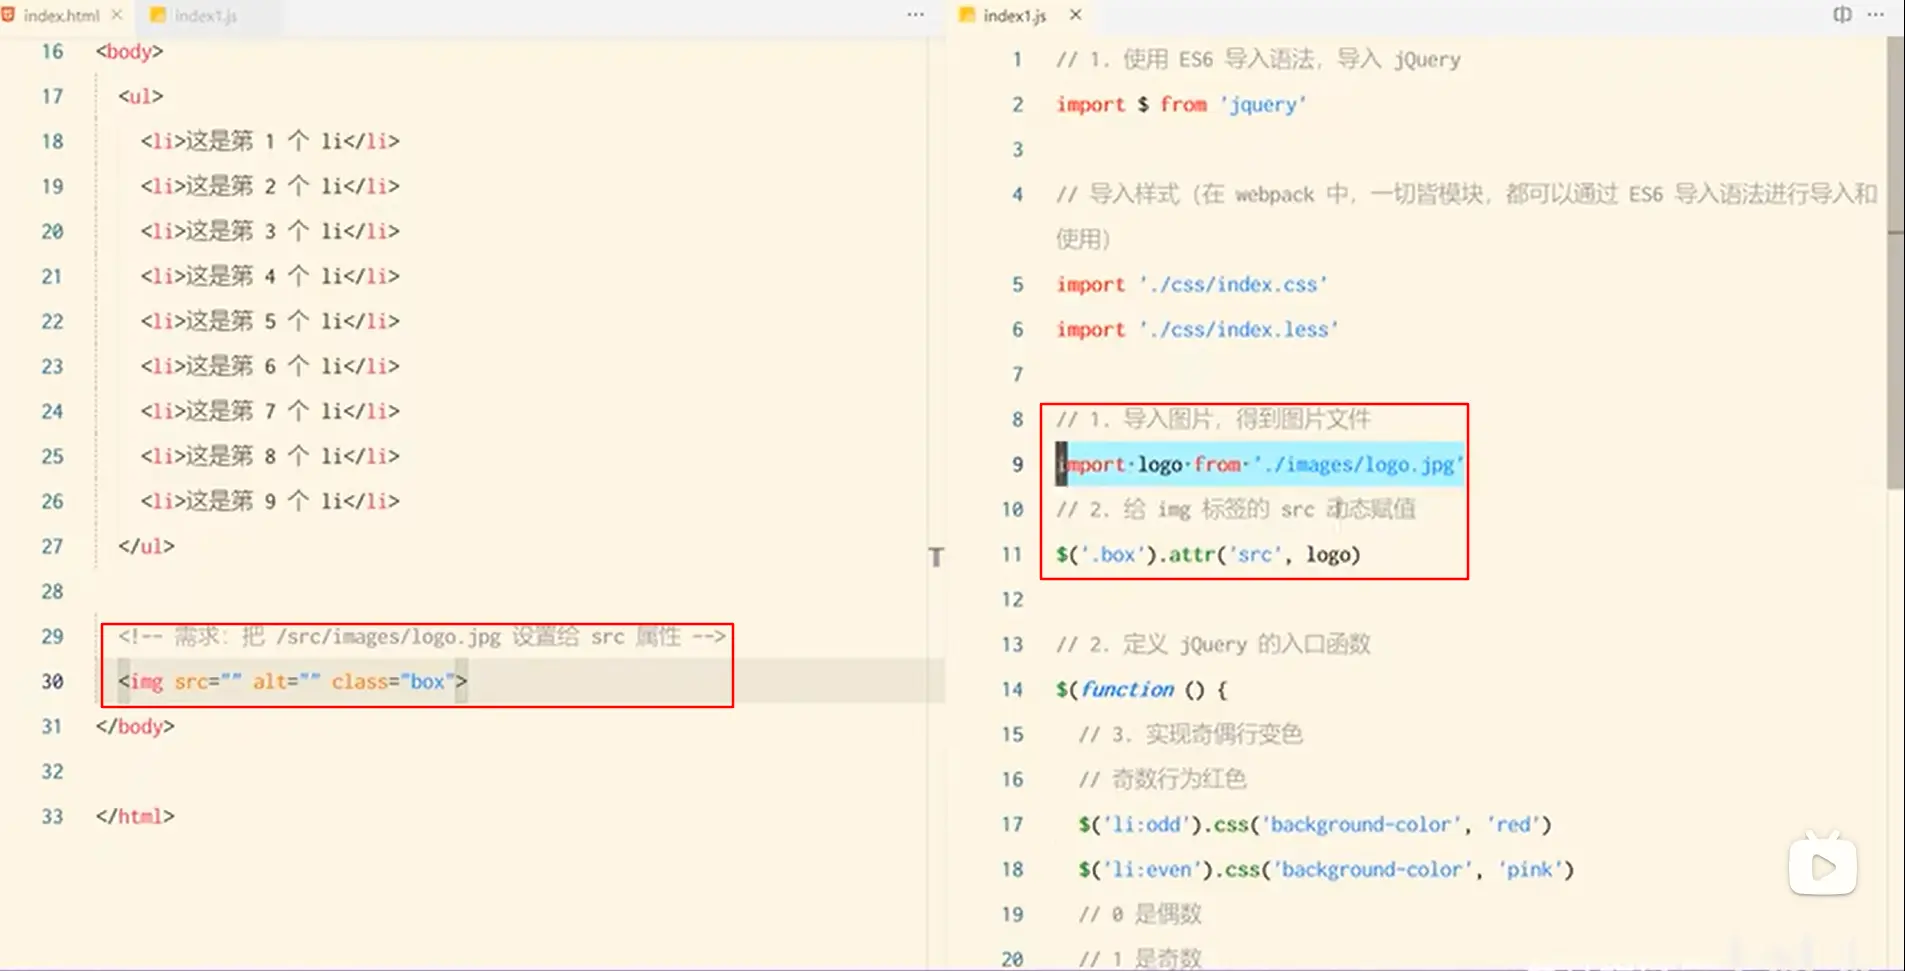 index.html
index1.js
16 <body>
17 <ul>
18 <li>这是第 1 个 li</li>
19 <li>这是第 2 个 li</li>
20 <li>这是第 3 个 li</li>
21 <li>这是第 4 个 li</li>
22 <li>这是第 5 个 li</li>
23 <li>这是第 6 个 li</li>
24 <li>这是第 7 个 li</li>
25 <li>这是第 8 个 li</li>
26 <li>这是第 9 个 li</li>
27 </ul>
28
29 <!-- 需求：把 /src/images/logo.jpg 设置给 src 属性 -->
30 <img src="" alt="" class="box">
31 </body>
32
33 </html>
index1.js
1 // 1. 使用 ES6 导入语法，导入 jQuery
2 import $ from 'jquery'
3
4 // 导入样式（在 webpack 中，一切皆模块，都可以通过 ES6 导入语法进行导入和
使用）
5 import './css/index.css'
6 import './css/index.less'
7
8 // 1. 导入图片，得到图片文件
9 import logo from './images/logo.jpg'
10 // 2. 给 img 标签的 src 动态赋值
11 $('.box').attr('src', logo)
12
13 // 2. 定义 jQuery 的入口函数
14 $(function () {
15 // 3. 实现奇偶行变色
16 // 奇数行为红色
17 $('li:odd').css('background-color', 'red')
18 $('li:even').css('background-color', 'pink')
19 // 0 是偶数
20 // 1 是奇数